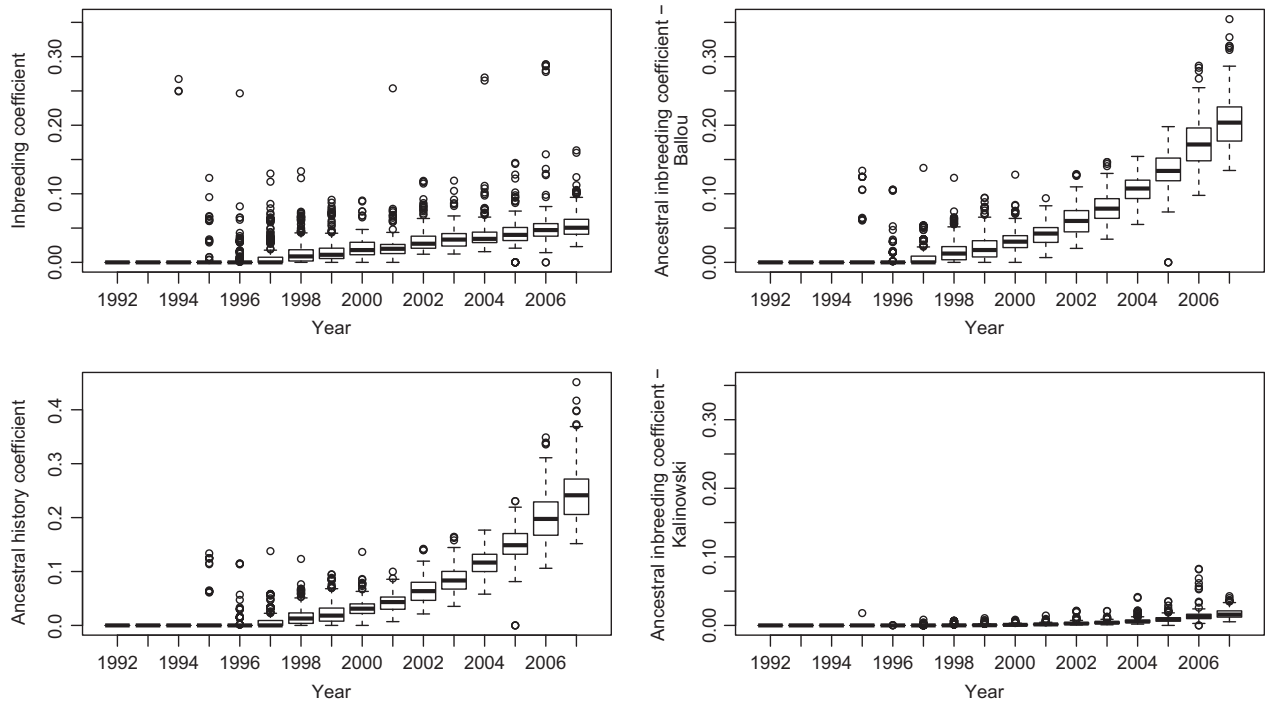 Inbreeding coefficient
0.00 0.10 0.20 0.30
1992 1994 1996 1998 2000 2002 2004 2006
Year
Ancestral inbreeding coefficient –
Ballou
0.00 0.10 0.20 0.30
1992 1994 1996 1998 2000 2002 2004 2006
Year
Ancestral history coefficient
0.0 0.1 0.2 0.3 0.4
1992 1994 1996 1998 2000 2002 2004 2006
Year
Ancestral inbreeding coefficient –
Kalinowski
0.00 0.10 0.20 0.30
1992 1994 1996 1998 2000 2002 2004 2006
Year